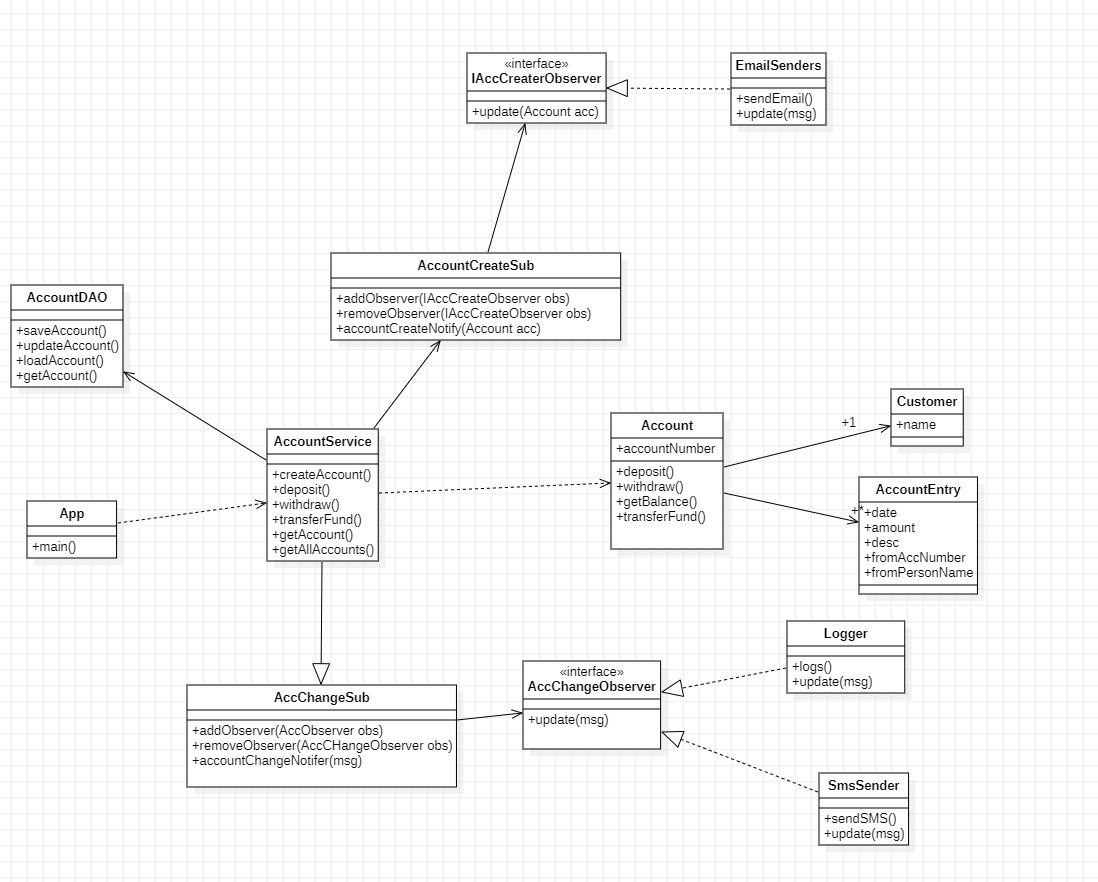 «interface»
IAccCreaterObserver
+update(Account acc)
EmailSenders
+sendEmail()
+update(msg)
AccountCreateSub
+addObserver(IAccCreateObserver obs)
+removeObserver(IAccCreateObserver obs)
+accountCreateNotify(Account acc)
AccountDAO
+saveAccount()
+updateAccount()
+loadAccount()
+getAccount()
AccountService
+createAccount()
+deposit()
+withdraw()
+transferFund()
+getAccount()
+getAllAccounts()
App
+main()
Account
+accountNumber
+deposit()
+withdraw()
+getBalance()
+transferFund()
+1
Customer
+name
+*
AccountEntry
+date
+amount
+desc
+fromAccNumber
+fromPersonName
AccChangeSub
+addObserver(AccObserver obs)
+removeObserver(AccCHangeObserver obs)
+accountChangeNotifer(msg)
«interface»
AccChangeObserver
+update(msg)
Logger
+logs()
+update(msg)
SmsSender
+sendSMS()
+update(msg)